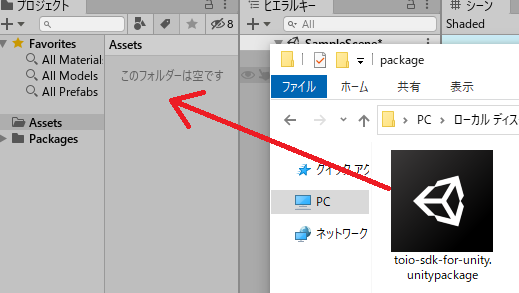 プロジェクト
8
Favorites
All Material
All Models
All Prefabs
Assets
Packages
Assets
このフォルダーは空です
ヒエラルキー
All
SampleScene*
シーン
Shaded
package
ファイル
ホーム
共有
表示
PC
ローカル ディス
クイック アク
PC
ネットワーク
toio-sdk-for-unity.
unitypackage